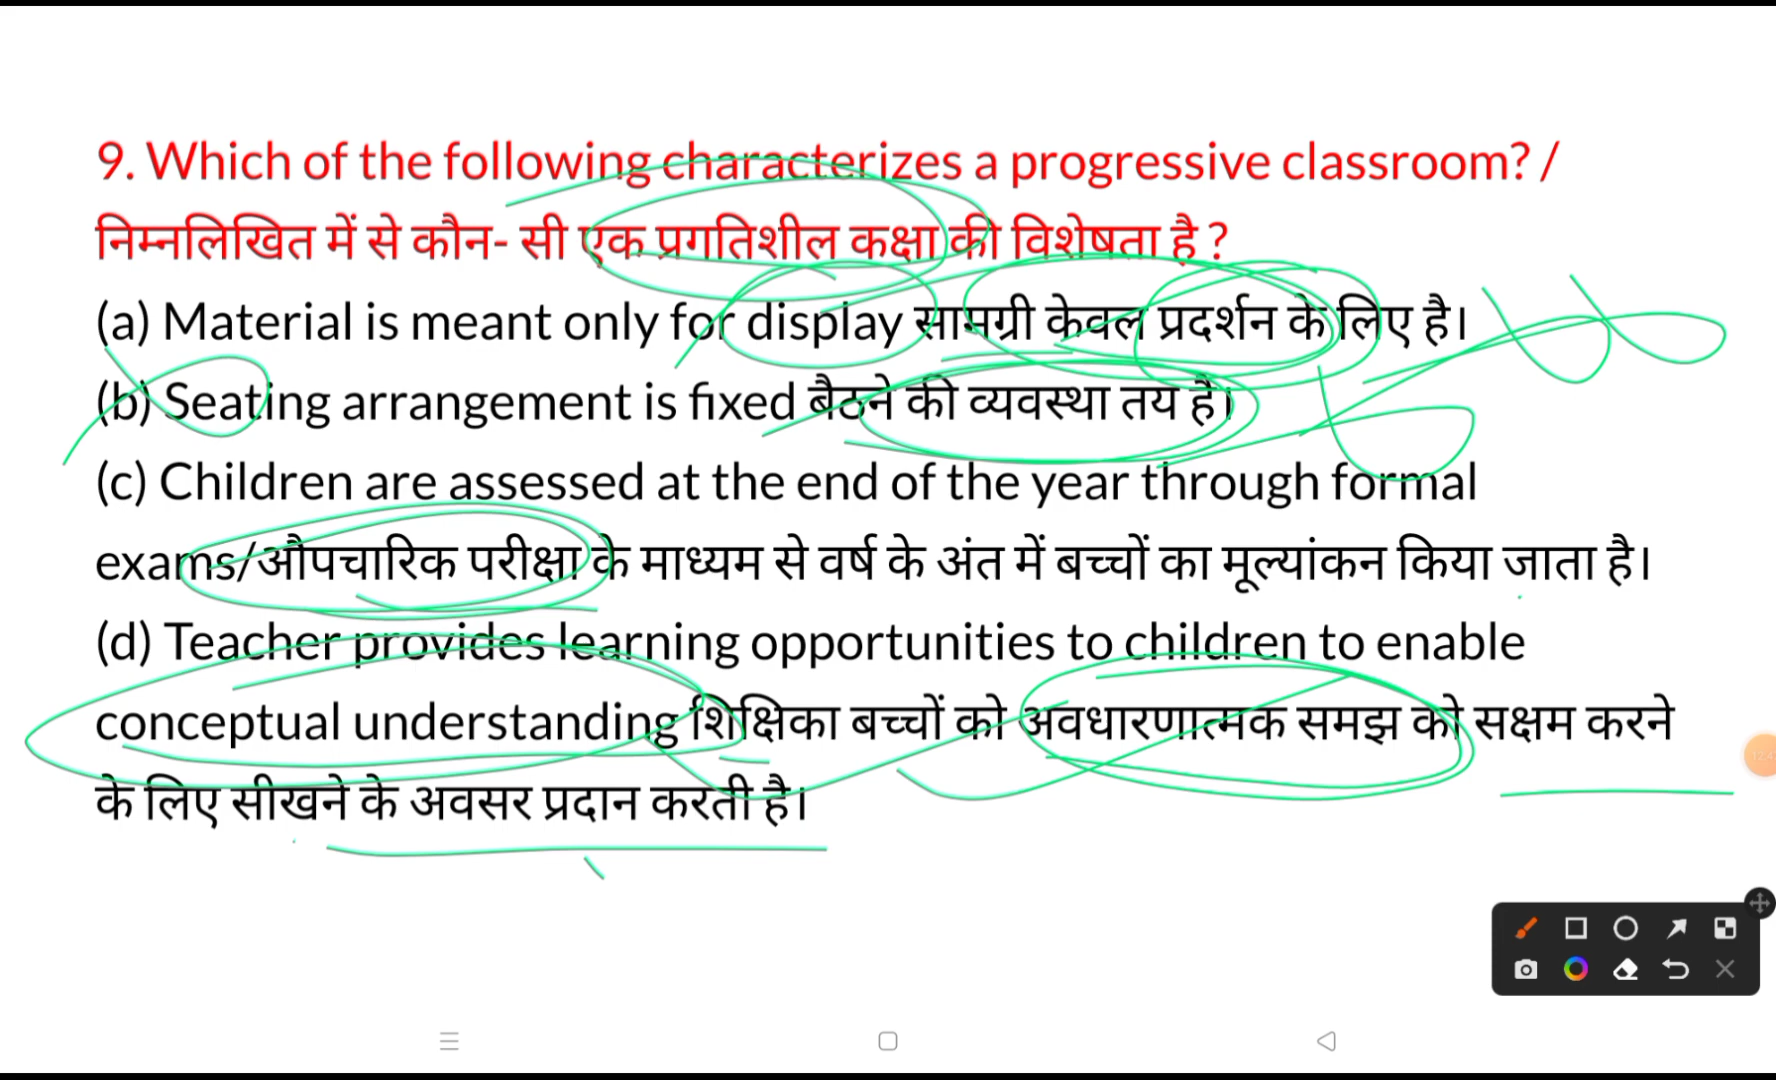 9. Which of the following characterizes a progressive classroom? /
निम्नलिखित में से कौन- सी एक प्रगतिशील कक्षा की विशेषता है ?
(a) Material is meant only for display सामग्री केवल प्रदर्शन के लिए है।
(b) Seating arrangement is fixed बैठने की व्यवस्था तय है।
(c) Children are assessed at the end of the year through formal
exams/औपचारिक परीक्षा के माध्यम से वर्ष के अंत में बच्चों का मूल्यांकन किया जाता है।
(d) Teacher provides learning opportunities to children to enable
conceptual understanding शिक्षिका बच्चों को अवधारणात्मक समझ को सक्षम करने
के लिए सीखने के अवसर प्रदान करती है।